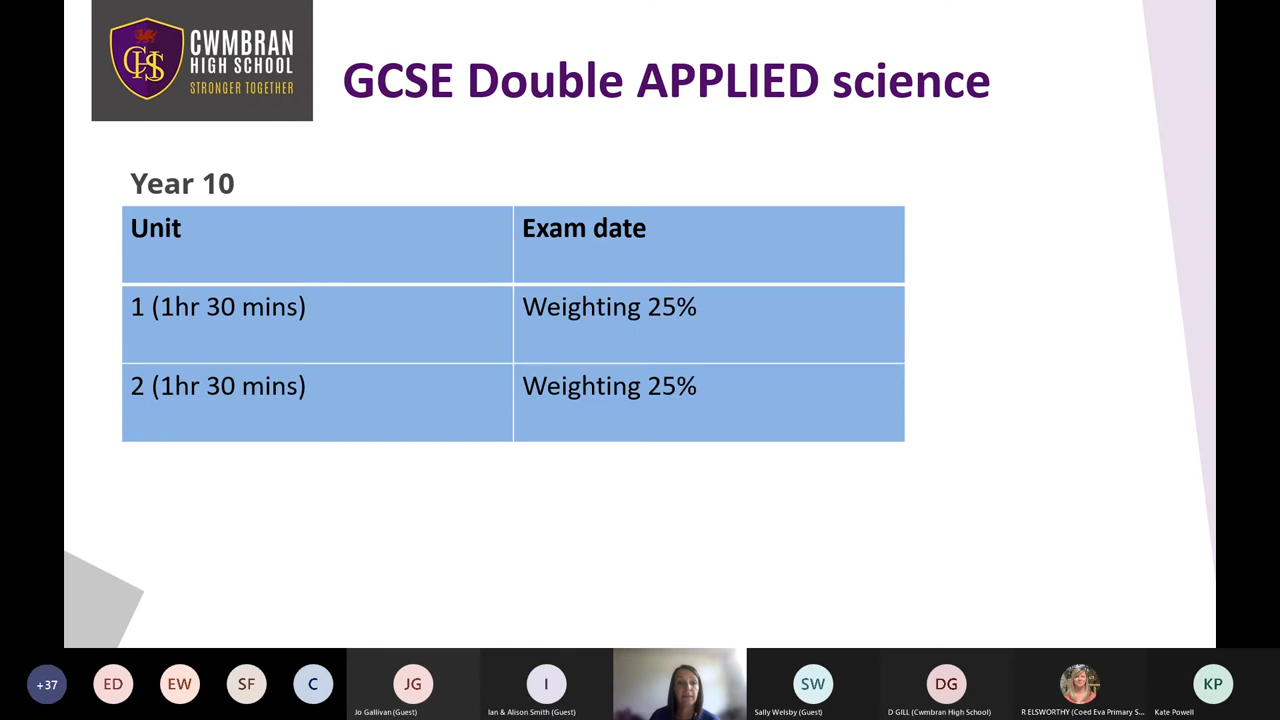 CWMBRAN
HIGH SCHOOL
STRONGER TOGETHER
CHS
GCSE Double APPLIED science
Year 10
Unit
Exam date
1 (1hr 30 mins)
Weighting 25%
2 (1hr 30 mins)
Weighting 25%
+37
ED
EW
SF
C
JG
I
SW
DG
KP
Jo Gallivan (Guest)
Ian & Alison Smith (Guest)
Sally Welsby (Guest)
D GILL (Cwmbran High School)
R ELSWORTHY (Coed Eva Primary S...
Kate Powell